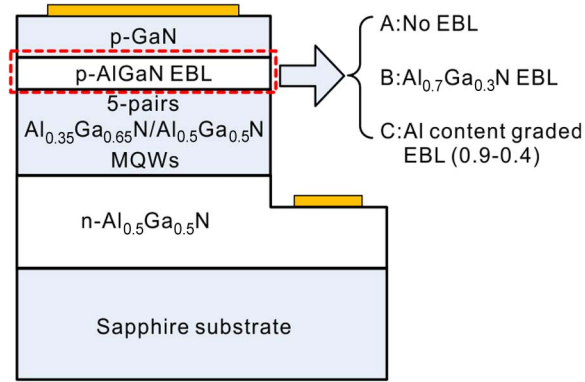 p-GaN
p-AlGaN EBL
5-pairs
Al0.35Ga0.65N/Al0.5Ga0.5N
MQWs
n-Al0.5Ga0.5N
Sapphire substrate
A:No EBL
B:Al0.7Ga0.3N EBL
C:Al content graded
EBL (0.9-0.4)